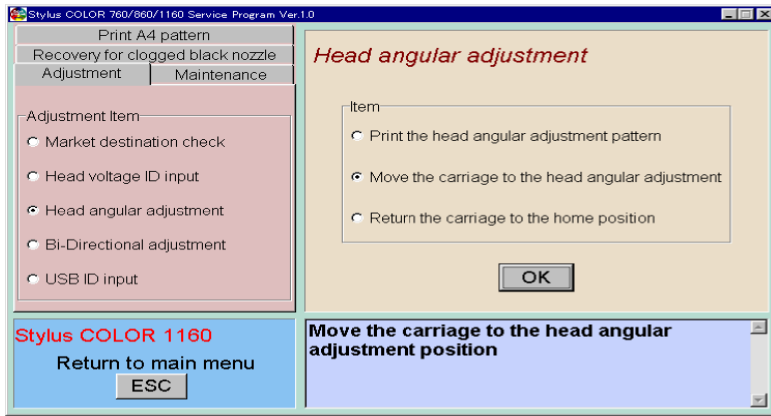 Stylus COLOR 760/860/1160 Service Program Ver.1.0
Print A4 pattern
Recovery for clogged black nozzle
Adjustment
Maintenance
Adjustment Item
Market destination check
Head voltage ID input
Head angular adjustment
Bi-Directional adjustment
USB ID input
Head angular adjustment
Item
Print the head angular adjustment pattern
Move the carriage to the head angular adjustment
Return the carriage to the home position
OK
Stylus COLOR 1160
Return to main menu
ESC
Move the carriage to the head angular
adjustment position